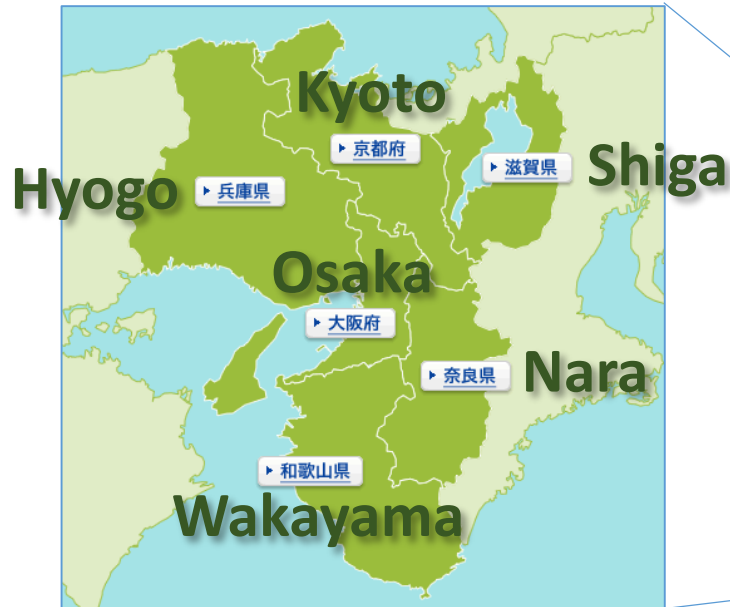 Kyoto
京都府
滋賀県
Shiga
Hyogo
兵庫県
Osaka
大阪府
奈良県
Nara
和歌山県
Wakayama